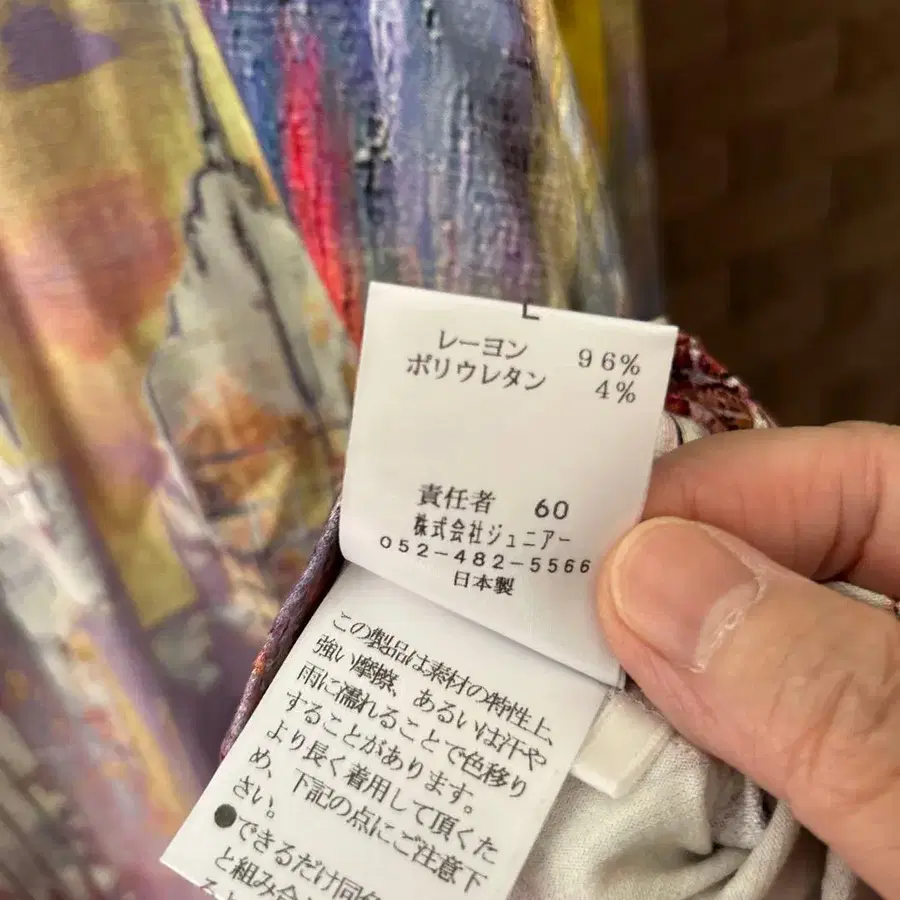 L
レーヨン 96%
ポリウレタン 4%
責任者 60
株式会社ジュニアー
052-482-5566
日本製
この製品は素材の特性上、
強い摩擦、あるいは汗や
雨に濡れることで色移り
することがあります。
より長く着用して頂くた
め、下記の点にご注意下
さい。
●できるだけ同色
と組み合